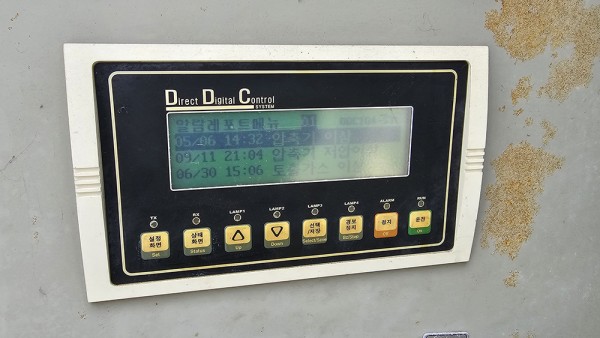 Direct Digital Control
SYSTEM
알람레포트메뉴
05/06 14:32 압축기
09/11 21:04 압축기 저압
06/30 15:06
TX RX LAMP1 LAMP2 LAMP3 LAMP4 ALARM RUN
설정 화면 상태 화면 선택 /저장 경보 정지 정지 운전
Set Status Up Down Select/Save Bz/Stop Off ON